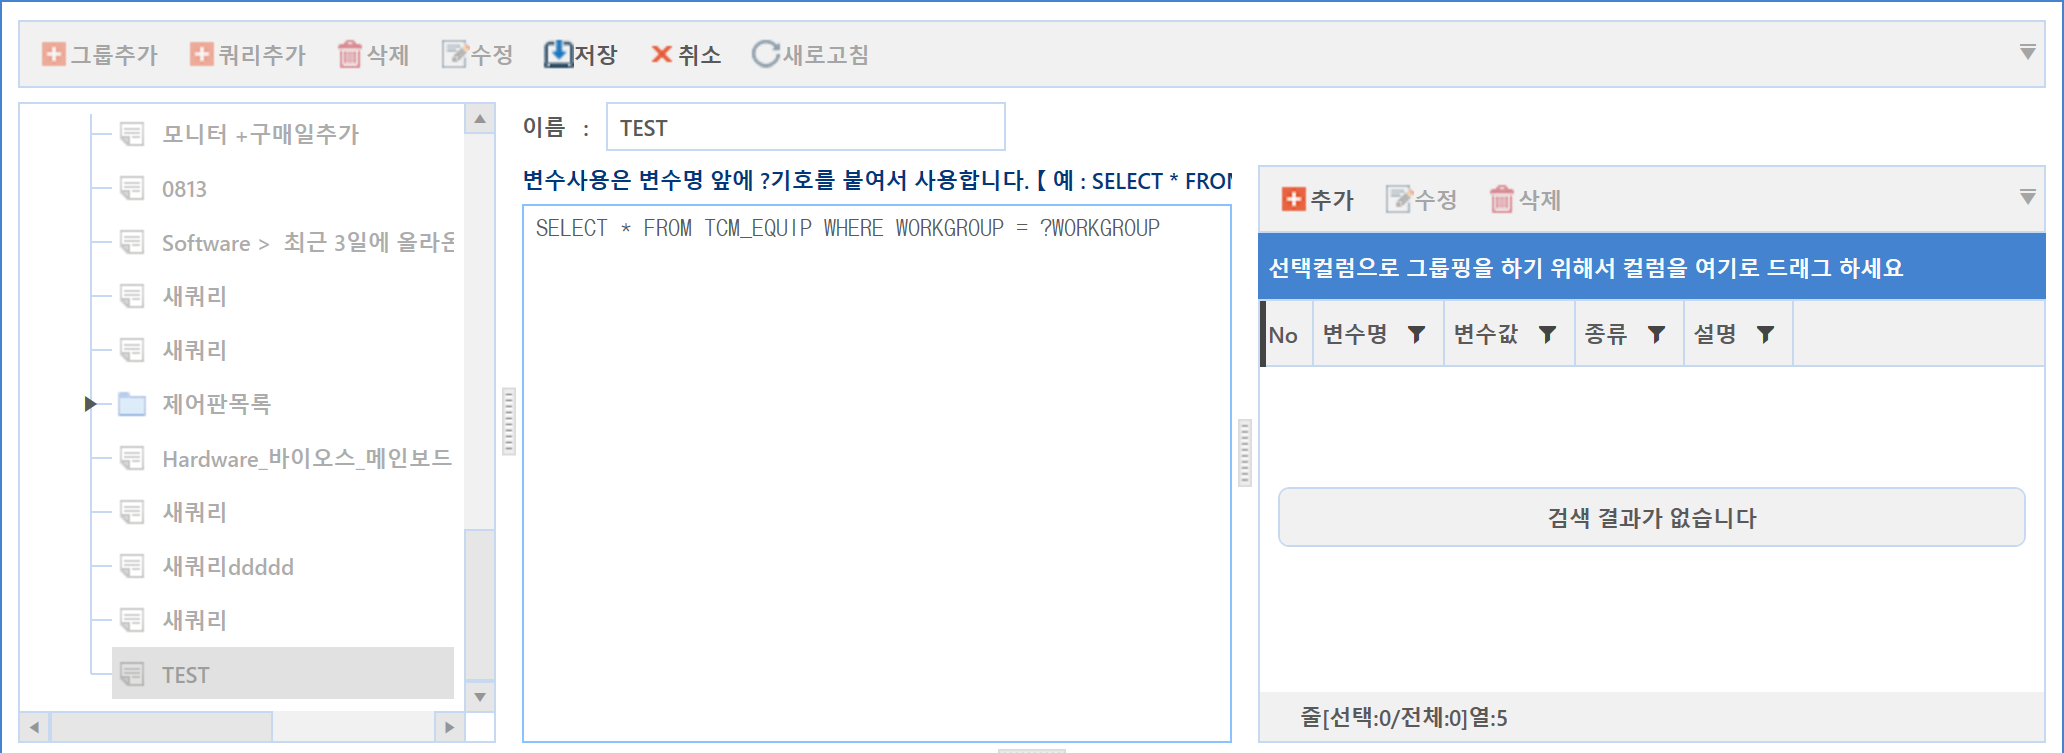 그룹추가 쿼리추가 삭제 수정 저장 취소 새로고침
모니터 +구매일추가
0813
Software > 최근 3일에 올라온
새쿼리
새쿼리
제어판목록
Hardware_바이오스_메인보드
새쿼리
새쿼리ddddd
새쿼리
TEST
이름 : TEST
변수사용은 변수명 앞에 ?기호를 붙여서 사용합니다.【 예 : SELECT * FROM
SELECT * FROM TCM_EQUIP WHERE WORKGROUP = ?WORKGROUP
추가 수정 삭제
선택컬럼으로 그룹핑을 하기 위해서 컬럼을 여기로 드래그 하세요
No 변수명 변수값 종류 설명
검색 결과가 없습니다
줄[선택:0/전체:0]열:5